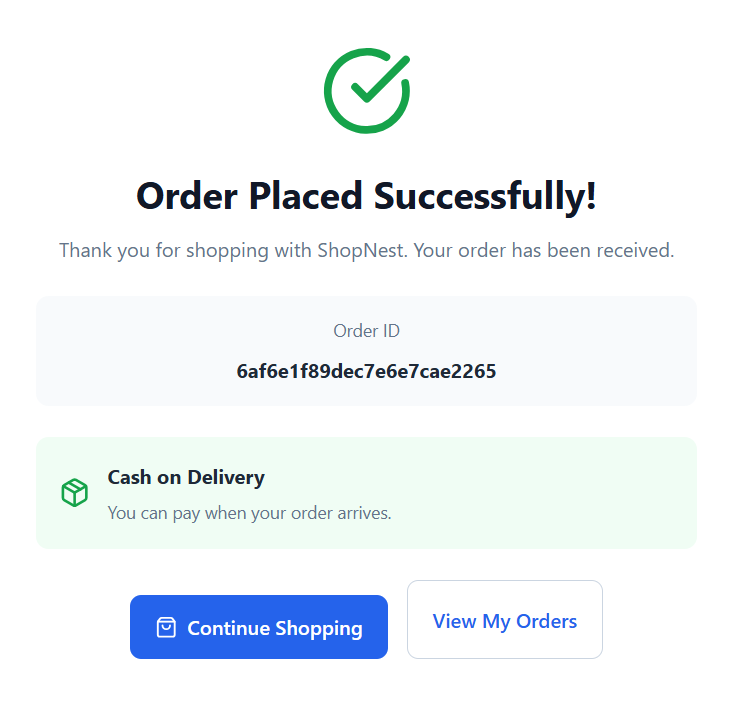 Order Placed Successfully!
Thank you for shopping with ShopNest. Your order has been received.
Order ID
6af6e1f89dec7e6e7cae2265
Cash on Delivery
You can pay when your order arrives.
Continue Shopping
View My Orders